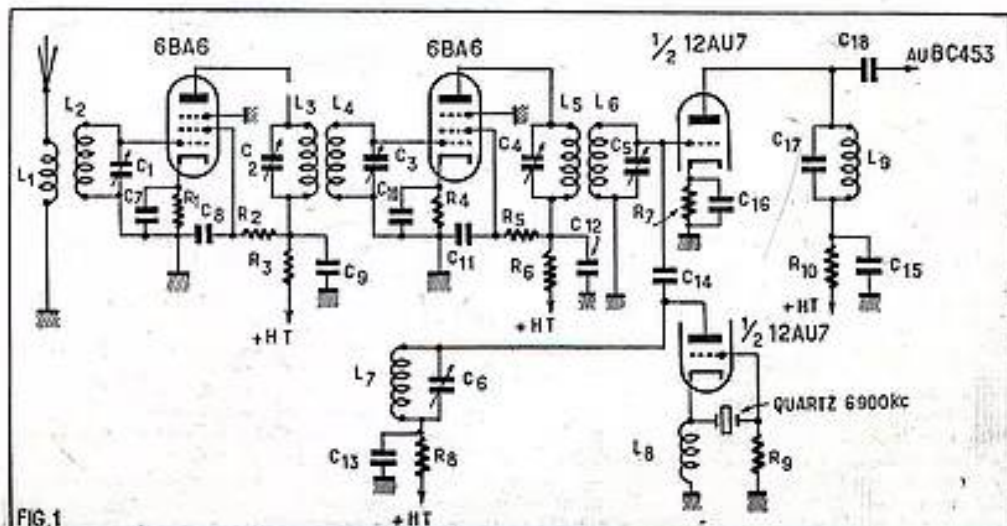 6BA6
6BA6
1/2 12AU7
C18
AU BC453
L2
L3
L4
L5
L6
C17
L9
L1
C1
C2
C3
C4
C5
C7
R1
C8
R2
C10
R4
R5
C12
R7
C16
R3
C9
C11
R6
C14
R10
C15
+HT
+HT
+HT
1/2 12AU7
L7
C6
QUARTZ 6900kc
C13
R8
L8
R9
+HT
FIG.1